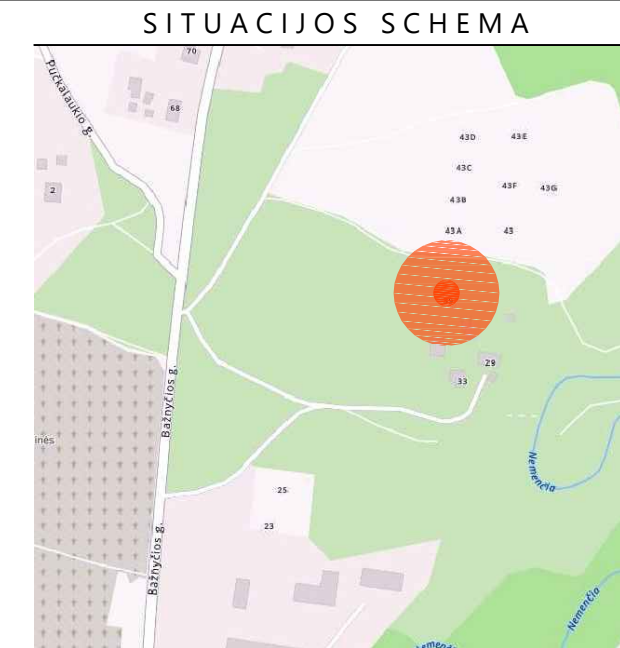 SITUACIJOS SCHEMA
70
Pučkalaukio g.
68
43D
43E
43C
2
43F
43G
43B
43A
43
29
33
Bažnyčios g.
inės
Nemenčia
25
23
Bažnyčios g.
Nemenčia